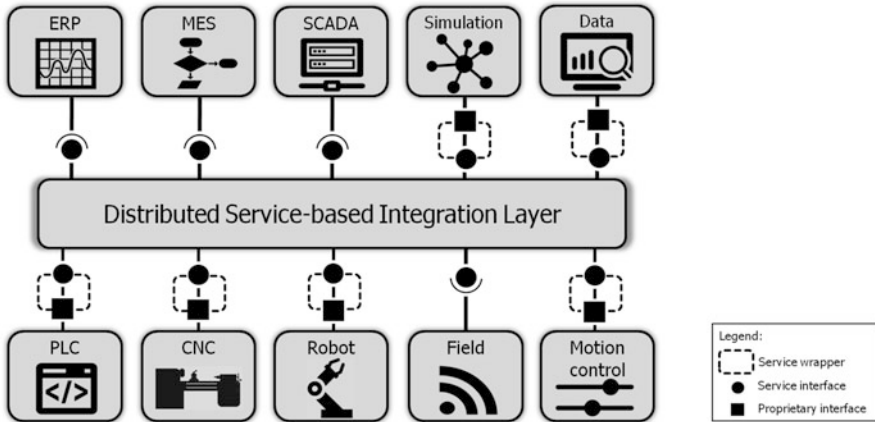 ERP
MES
SCADA
Simulation
Data
Distributed Service-based Integration Layer
PLC
CNC
Robot
Field
Motion
control
</>
Legend:
Service wrapper
Service interface
Proprietary interface